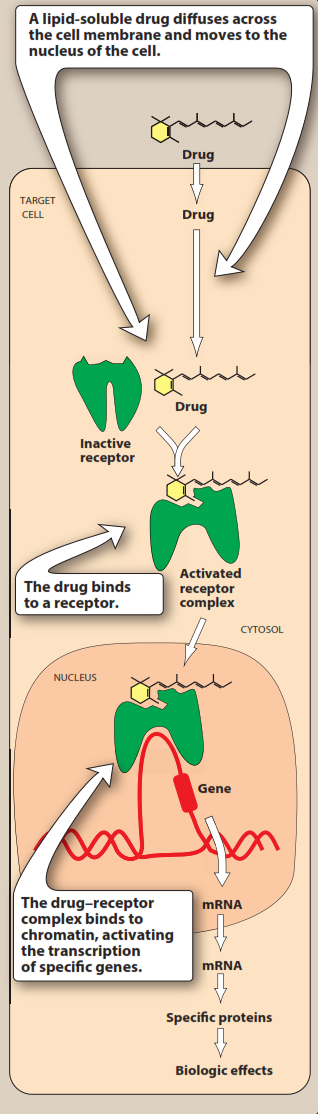 A lipid-soluble drug diffuses across
the cell membrane and moves to the
nucleus of the cell.
Drug
TARGET
CELL
Drug
Drug
Inactive
receptor
Activated
receptor
complex
The drug binds
to a receptor.
CYTOSOL
NUCLEUS
Gene
The drug–receptor
complex binds to
chromatin, activating
the transcription
of specific genes.
mRNA
mRNA
Specific proteins
Biologic effects